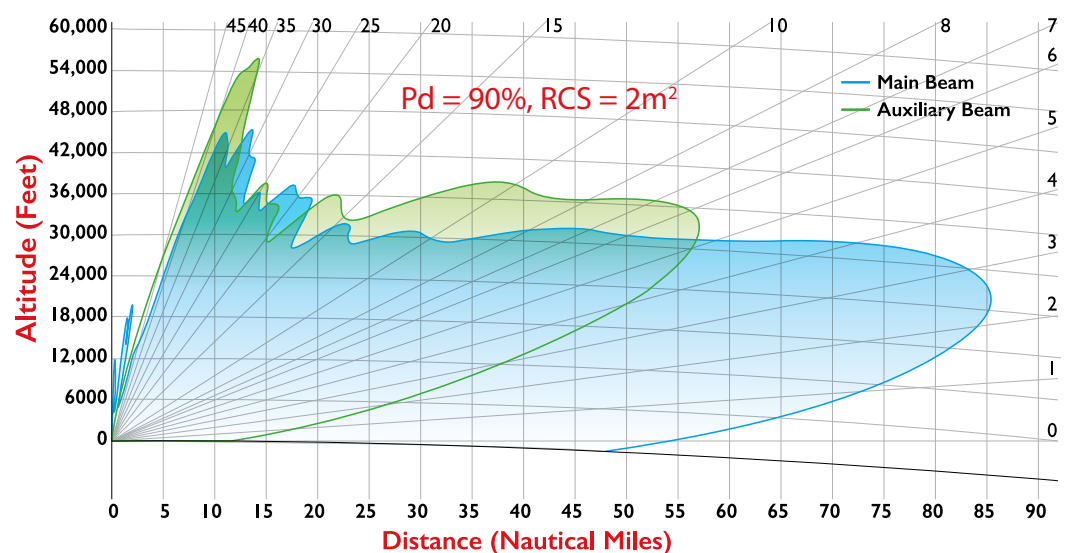 45 40 35 30 25 20 15 10 8 7
60,000
6
54,000
Main Beam
Pd = 90%, RCS = 2m²
48,000
Auxiliary Beam
5
42,000
4
36,000
30,000
3
24,000
2
18,000
12,000
1
6000
0
0
Altitude (Feet)
0 5 10 15 20 25 30 35 40 45 50 55 60 65 70 75 80 85 90
Distance (Nautical Miles)